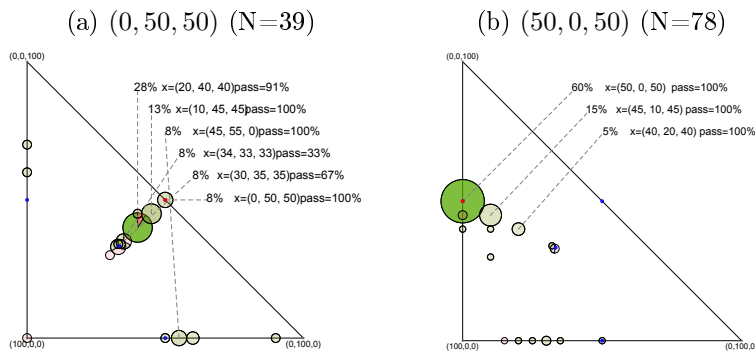 (a) (0, 50, 50) (N=39)
(0,0,100)
28% x=(20, 40, 40)pass=91%
13% x=(10, 45, 45)pass=100%
8% x=(45, 55, 0)pass=100%
8% x=(34, 33, 33)pass=33%
8% x=(30, 35, 35)pass=67%
8% x=(0, 50, 50)pass=100%
(100,0,0)
(0,100,0)
(b) (50, 0, 50) (N=78)
(0,0,100)
60% x=(50, 0, 50) pass=100%
15% x=(45, 10, 45)pass=100%
5% x=(40, 20, 40)pass=100%
(100,0,0)
(0,100,0)